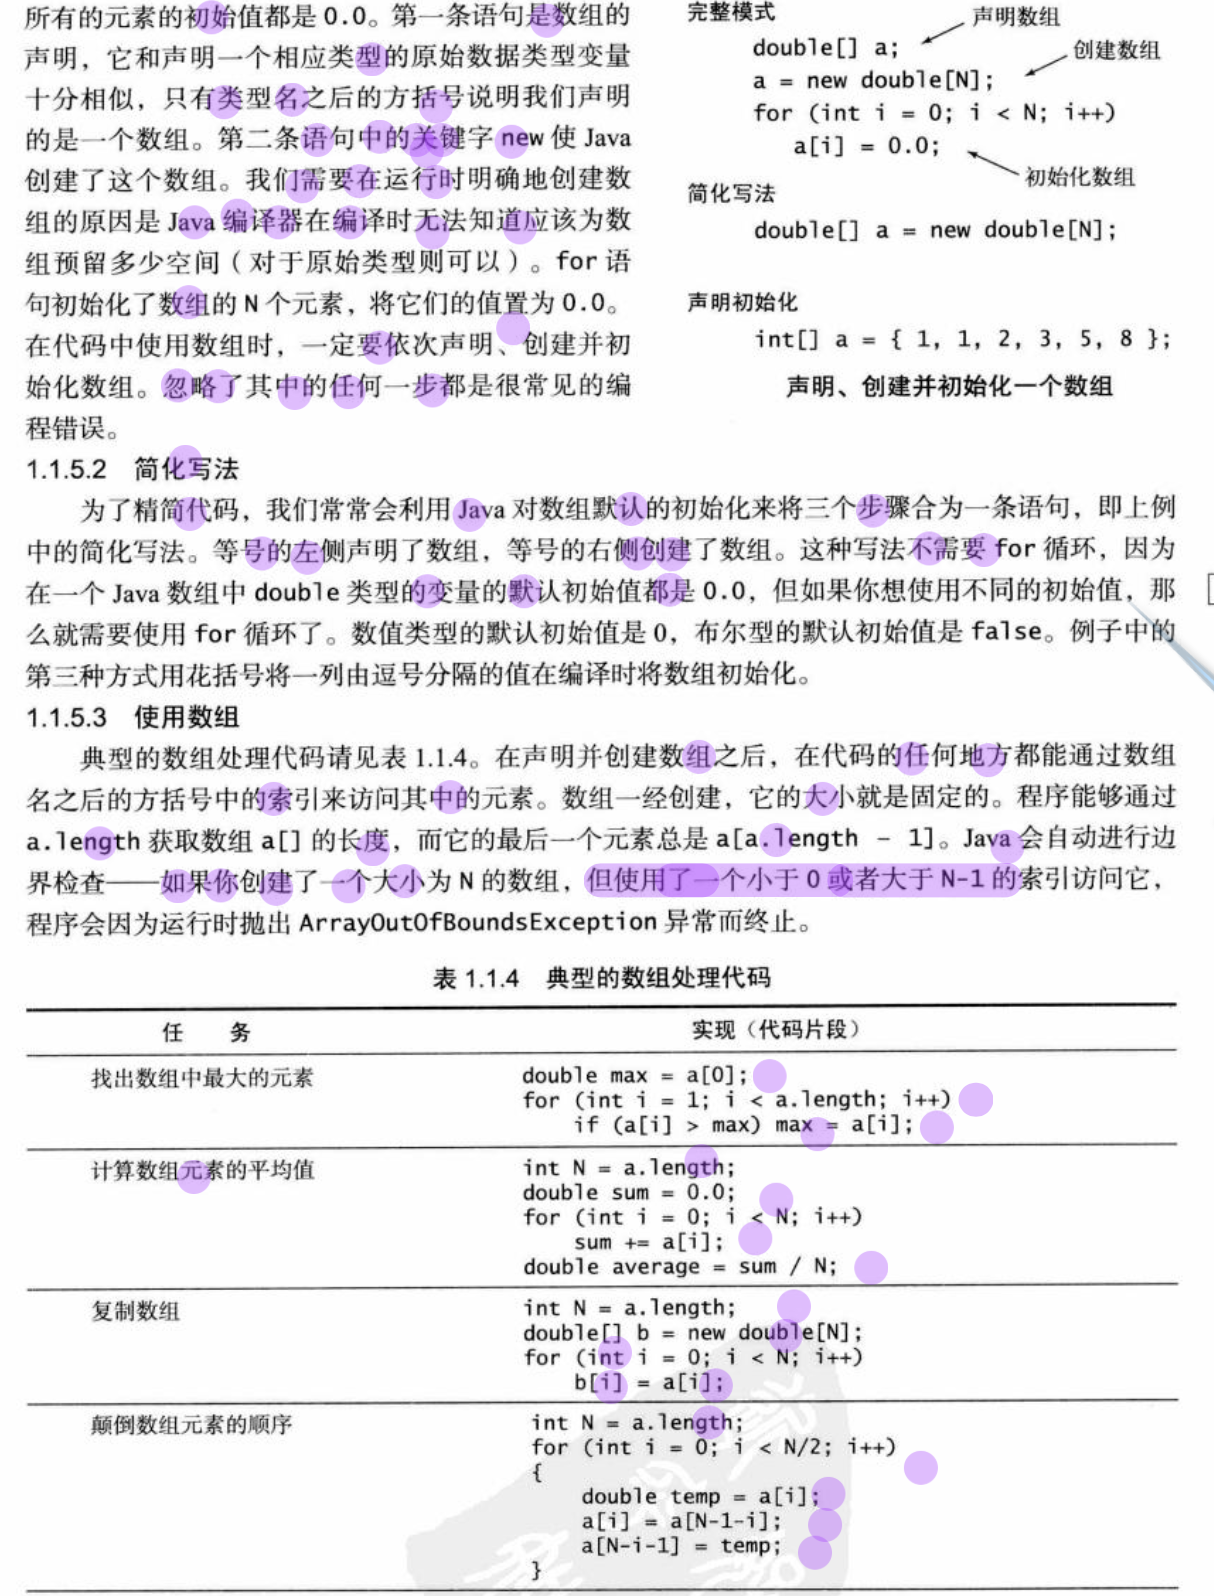 所有的元素的初始值都是 0.0。第一条语句是数组的
声明，它和声明一个相应类型的原始数据类型变量
十分相似，只有类型名之后的方括号说明我们声明
的是一个数组。第二条语句中的关键字 new 使 Java
创建了这个数组。我们需要在运行时明确地创建数
组的原因是 Java 编译器在编译时无法知道应该为数
组预留多少空间（对于原始类型则可以）。for 语
句初始化了数组的 N 个元素，将它们的值置为 0.0。
在代码中使用数组时，一定要依次声明、创建并初
始化数组。忽略了其中的任何一步都是很常见的编
程错误。
完整模式
声明数组
double[] a;
创建数组
a = new double[N];
for (int i = 0; i < N; i++)
a[i] = 0.0;
初始化数组
简化写法
double[] a = new double[N];
声明初始化
int[] a = { 1, 1, 2, 3, 5, 8 };
声明、创建并初始化一个数组
1.1.5.2 简化写法
为了精简代码，我们常常会利用 Java 对数组默认的初始化来将三个步骤合为一条语句，即上例
中的简化写法。等号的左侧声明了数组，等号的右侧创建了数组。这种写法不需要 for 循环，因为
在一个 Java 数组中 double 类型的变量的默认初始值都是 0.0，但如果你想使用不同的初始值，那
么就需要使用 for 循环了。数值类型的默认初始值是 0，布尔型的默认初始值是 false。例子中的
第三种方式用花括号将一列由逗号分隔的值在编译时将数组初始化。
1.1.5.3 使用数组
典型的数组处理代码请见表 1.1.4。在声明并创建数组之后，在代码的任何地方都能通过数组
名之后的方括号中的索引来访问其中的元素。数组一经创建，它的大小就是固定的。程序能够通过
a.length 获取数组 a[] 的长度，而它的最后一个元素总是 a[a.length - 1]。Java 会自动进行边
界检查——如果你创建了一个大小为 N 的数组，但使用了一个小于 0 或者大于 N-1 的索引访问它，
程序会因为运行时抛出 ArrayOutOfBoundsException 异常而终止。
表 1.1.4 典型的数组处理代码
任 务 实现（代码片段）
找出数组中最大的元素
double max = a[0];
for (int i = 1; i < a.length; i++)
if (a[i] > max) max = a[i];
计算数组元素的平均值
int N = a.length;
double sum = 0.0;
for (int i = 0; i < N; i++)
sum += a[i];
double average = sum / N;
复制数组
int N = a.length;
double[] b = new double[N];
for (int i = 0; i < N; i++)
b[i] = a[i];
颠倒数组元素的顺序
int N = a.length;
for (int i = 0; i < N/2; i++)
{
double temp = a[i];
a[i] = a[N-1-i];
a[N-i-1] = temp;
}